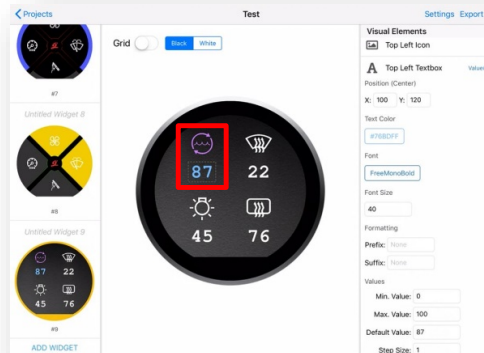 Projects
Test
Settings Export
#7
Untitled Widget 8
#8
Untitled Widget 9
87 22
45 76
#9
ADD WIDGET
Grid
Black White
87 22
45 76
Visual Elements
Top Left Icon
A Top Left Textbox
Values
Position (Center)
X: 100 Y: 120
Text Color
#76BDFF
Font
FreeMonoBold
Font Size
40
Formatting
Prefix: None
Suffix: None
Values
Min. Value: 0
Max. Value: 100
Default Value: 87
Step Size: 1